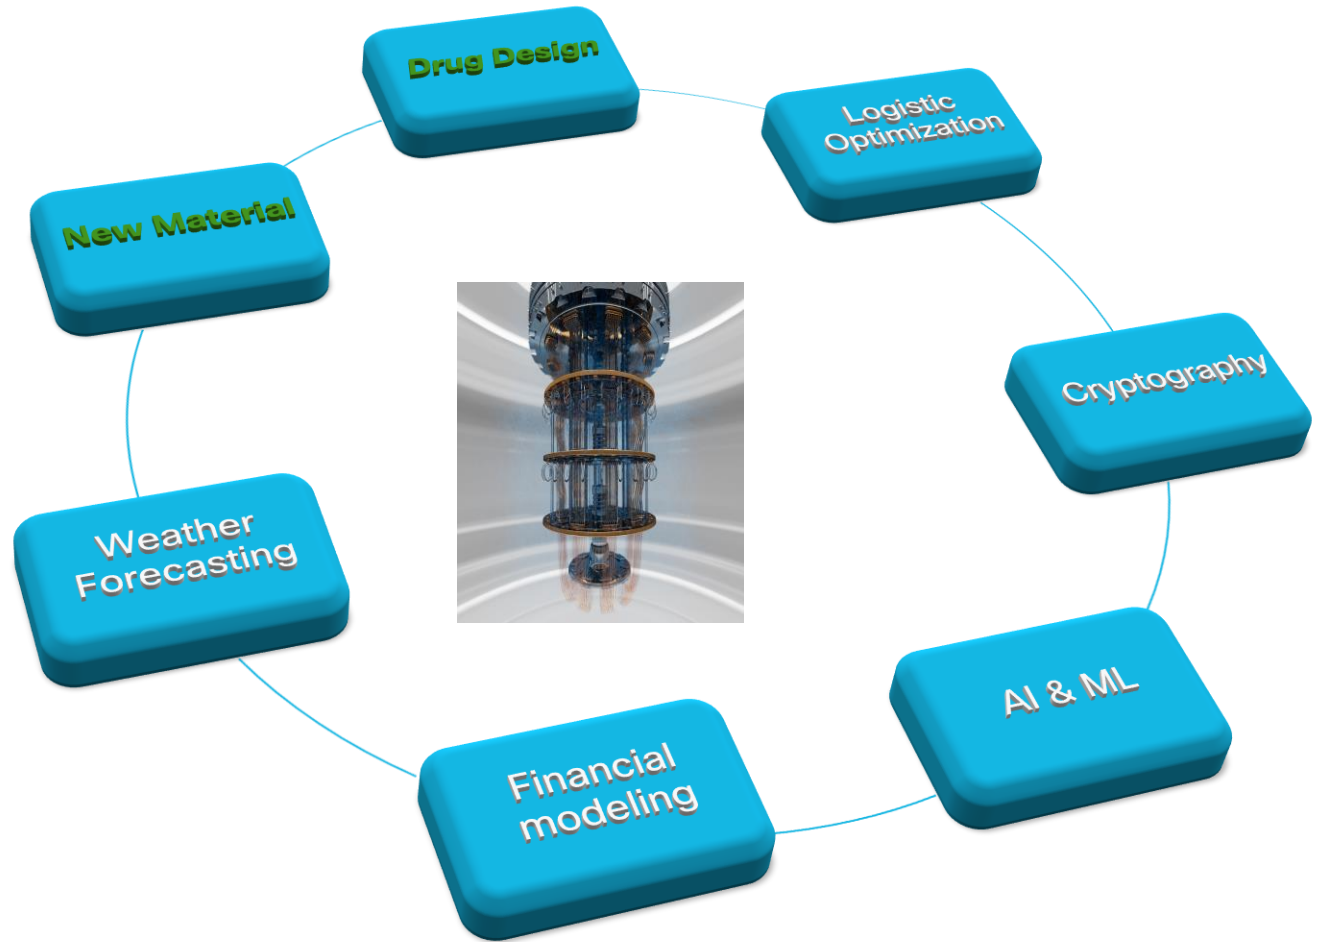 Drug Design
Logistic
Optimization
Cryptography
AI & ML
Financial
modeling
Weather
Forecasting
New Material